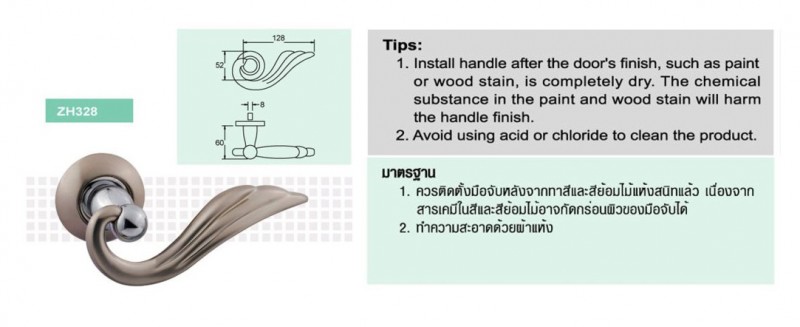 ZH328
128
52
8
60
Tips:
1. Install handle after the door's finish, such as paint
or wood stain, is completely dry. The chemical
substance in the paint and wood stain will harm
the handle finish.
2. Avoid using acid or chloride to clean the product.
มาตรฐาน
1. ควรติดตั้งมือจับหลังจากทาสีและสีย้อมไม้แห้งสนิทแล้ว เนื่องจาก
สารเคมีในสีและสีย้อมไม้อาจกัดกร่อนผิวของมือจับได้
2. ทำความสะอาดด้วยผ้าแห้ง